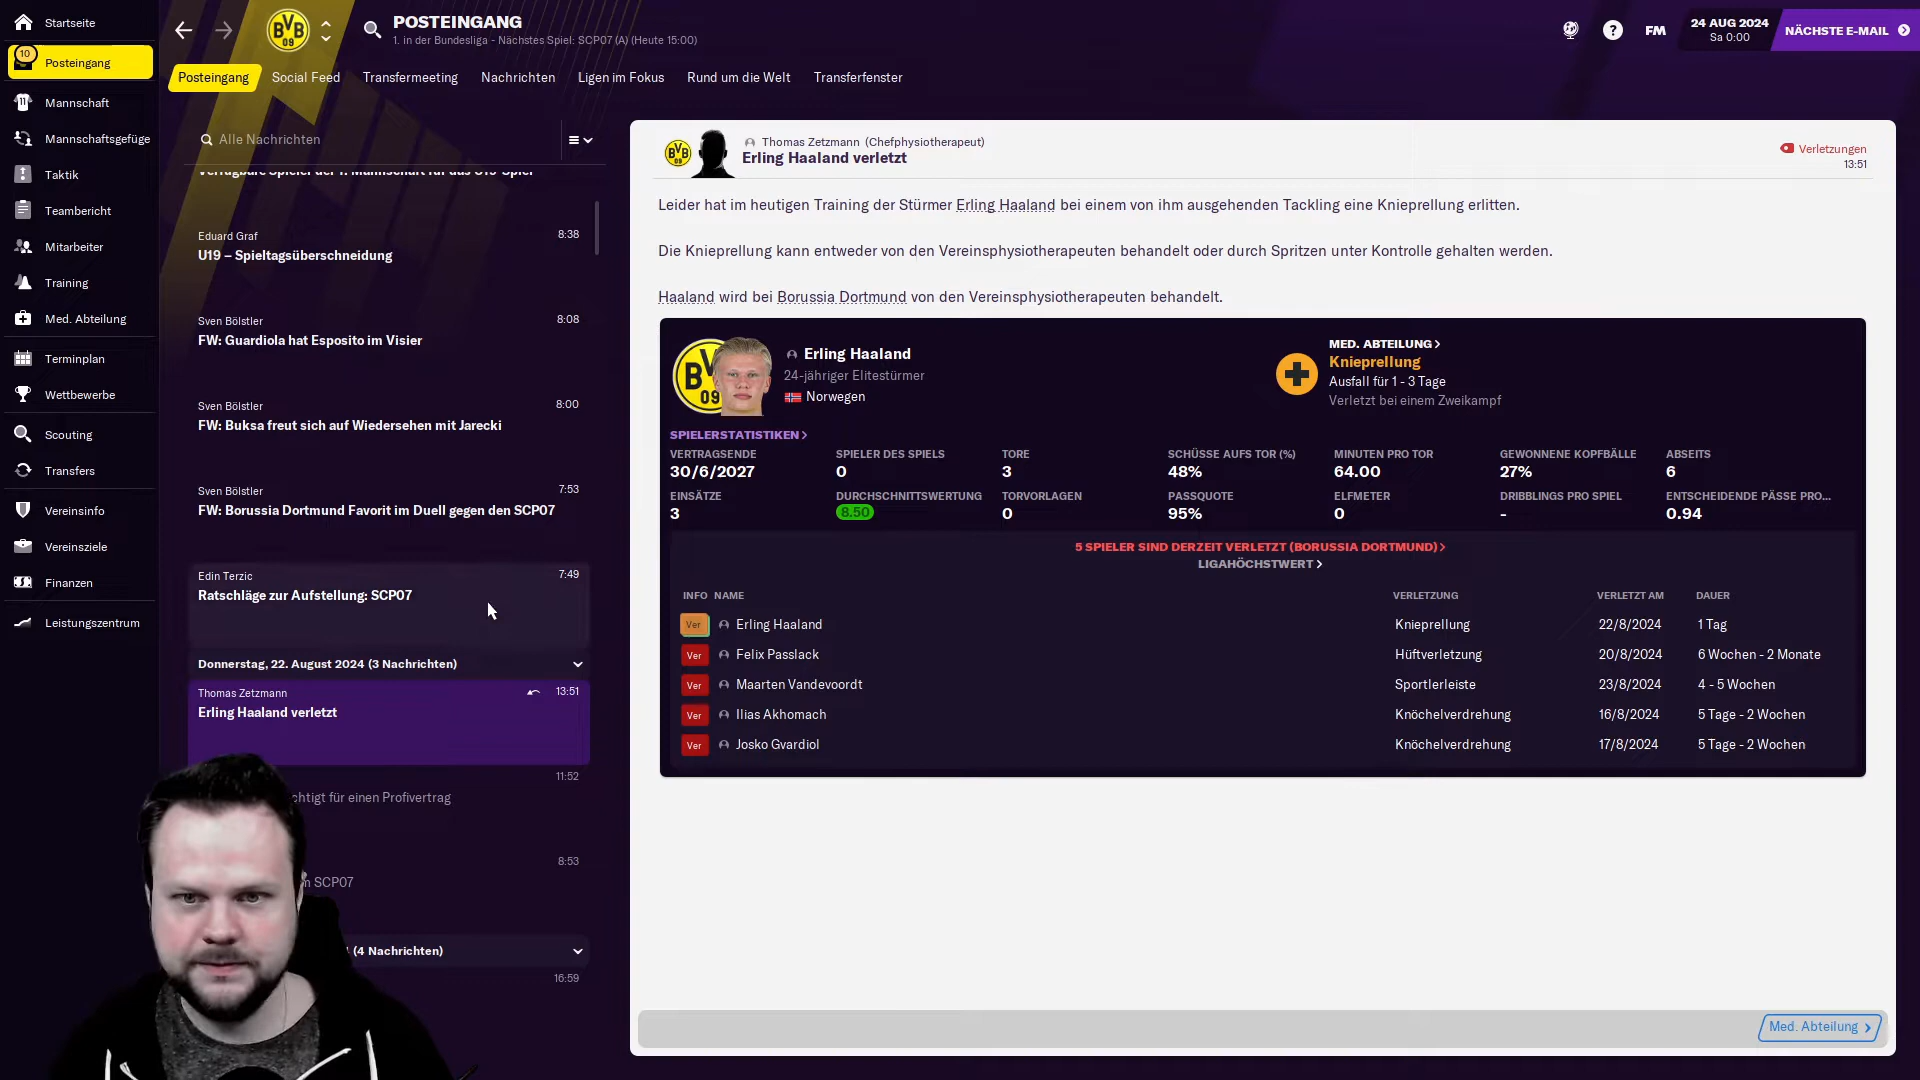 Startseite
10
Posteingang
Mannschaft
Mannschaftsgefüge
Taktik
Teambericht
Mitarbeiter
Training
Med. Abteilung
Terminplan
Wettbewerbe
Scouting
Transfers
Vereinsinfo
Vereinsziele
Finanzen
Leistungszentrum
BVB
09
POSTEINGANG
1. in der Bundesliga - Nächstes Spiel: SCP07 (A) (Heute 15:00)
FM
24 AUG 2024
Sa 0:00
NÄCHSTE E-MAIL
Posteingang Social Feed Transfermeeting Nachrichten Ligen im Fokus Rund um die Welt Transferfenster
Alle Nachrichten
Verfügbare Spieler der 1. Mannschaft für das U19-Spiel
Eduard Graf 8:38
U19 – Spieltagsüberschneidung
Sven Bölstler 8:08
FW: Guardiola hat Esposito im Visier
Sven Bölstler 8:00
FW: Buksa freut sich auf Wiedersehen mit Jarecki
Sven Bölstler 7:53
FW: Borussia Dortmund Favorit im Duell gegen den SCP07
Edin Terzic 7:49
Ratschläge zur Aufstellung: SCP07
Donnerstag, 22. August 2024 (3 Nachrichten)
Thomas Zetzmann 13:51
Erling Haaland verletzt
11:52
chtigt für einen Profivertrag
8:53
SCP07
(4 Nachrichten)
16:59
BVB
09
Thomas Zetzmann (Chefphysiotherapeut)
Erling Haaland verletzt
Verletzungen
13:51
Leider hat im heutigen Training der Stürmer Erling Haaland bei einem von ihm ausgehenden Tackling eine Knieprellung erlitten.
Die Knieprellung kann entweder von den Vereinsphysiotherapeuten behandelt oder durch Spritzen unter Kontrolle gehalten werden.
Haaland wird bei Borussia Dortmund von den Vereinsphysiotherapeuten behandelt.
B
09
Erling Haaland
24-jähriger Elitestürmer
Norwegen
MED. ABTEILUNG
Knieprellung
Ausfall für 1 - 3 Tage
Verletzt bei einem Zweikampf
SPIELERSTATISTIKEN
VERTRAGSENDE SPIELER DES SPIELS TORE SCHÜSSE AUFS TOR (%) MINUTEN PRO TOR GEWONNENE KOPFBÄLLE ABSEITS
30/6/2027 0 3 48% 64.00 27% 6
EINSÄTZE DURCHSCHNITTSWERTUNG TORVORLAGEN PASSQUOTE ELFMETER DRIBBLINGS PRO SPIEL ENTSCHEIDENDE PÄSSE PRO...
3 8.50 0 95% 0 - 0.94
5 SPIELER SIND DERZEIT VERLETZT (BORUSSIA DORTMUND)
LIGAHÖCHSTWERT
INFO NAME VERLETZUNG VERLETZT AM DAUER
Ver Erling Haaland Knieprellung 22/8/2024 1 Tag
Ver Felix Passlack Hüftverletzung 20/8/2024 6 Wochen - 2 Monate
Ver Maarten Vandevoordt Sportlerleiste 23/8/2024 4 - 5 Wochen
Ver Ilias Akhomach Knöchelverdrehung 16/8/2024 5 Tage - 2 Wochen
Ver Josko Gvardiol Knöchelverdrehung 17/8/2024 5 Tage - 2 Wochen
Med. Abteilung